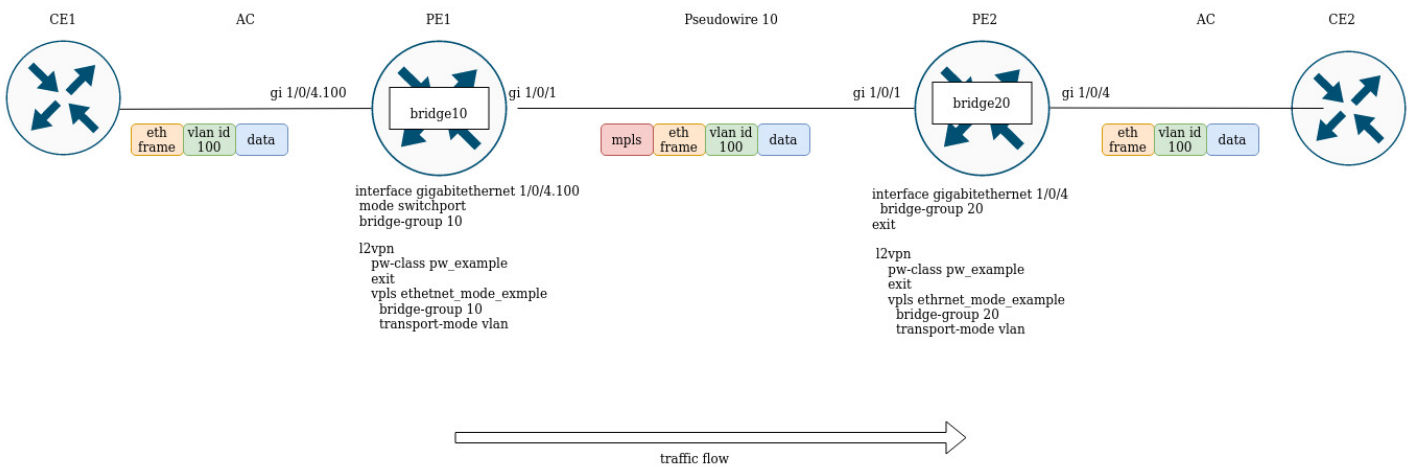 CE1 AC PE1 Pseudowire 10 PE2 AC CE2
gi 1/0/4.100
bridge10
gi 1/0/1
gi 1/0/1
bridge20
gi 1/0/4
eth
frame
vlan id
100
data
mpls
eth
frame
vlan id
100
data
eth
frame
vlan id
100
data
interface gigabitethernet 1/0/4.100
mode switchport
bridge-group 10
l2vpn
pw-class pw_example
exit
vpls ethetnet_mode_exmple
bridge-group 10
transport-mode vlan
interface gigabitethernet 1/0/4
bridge-group 20
exit
l2vpn
pw-class pw_example
exit
vpls ethrnet_mode_example
bridge-group 20
transport-mode vlan
traffic flow